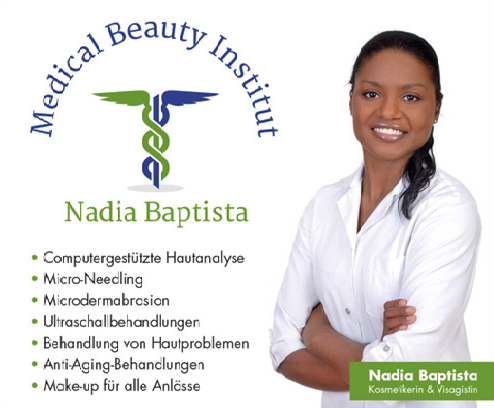 Medical Beauty Institut
Nadia Baptista
• Computergestützte Hautanalyse
• Micro-Needling
• Microdermabrasion
• Ultraschallbehandlungen
• Behandlung von Hautproblemen
• Anti-Aging-Behandlungen
• Make-up für alle Anlässe
Nadia Baptista
Kosmetikerin & Visagistin